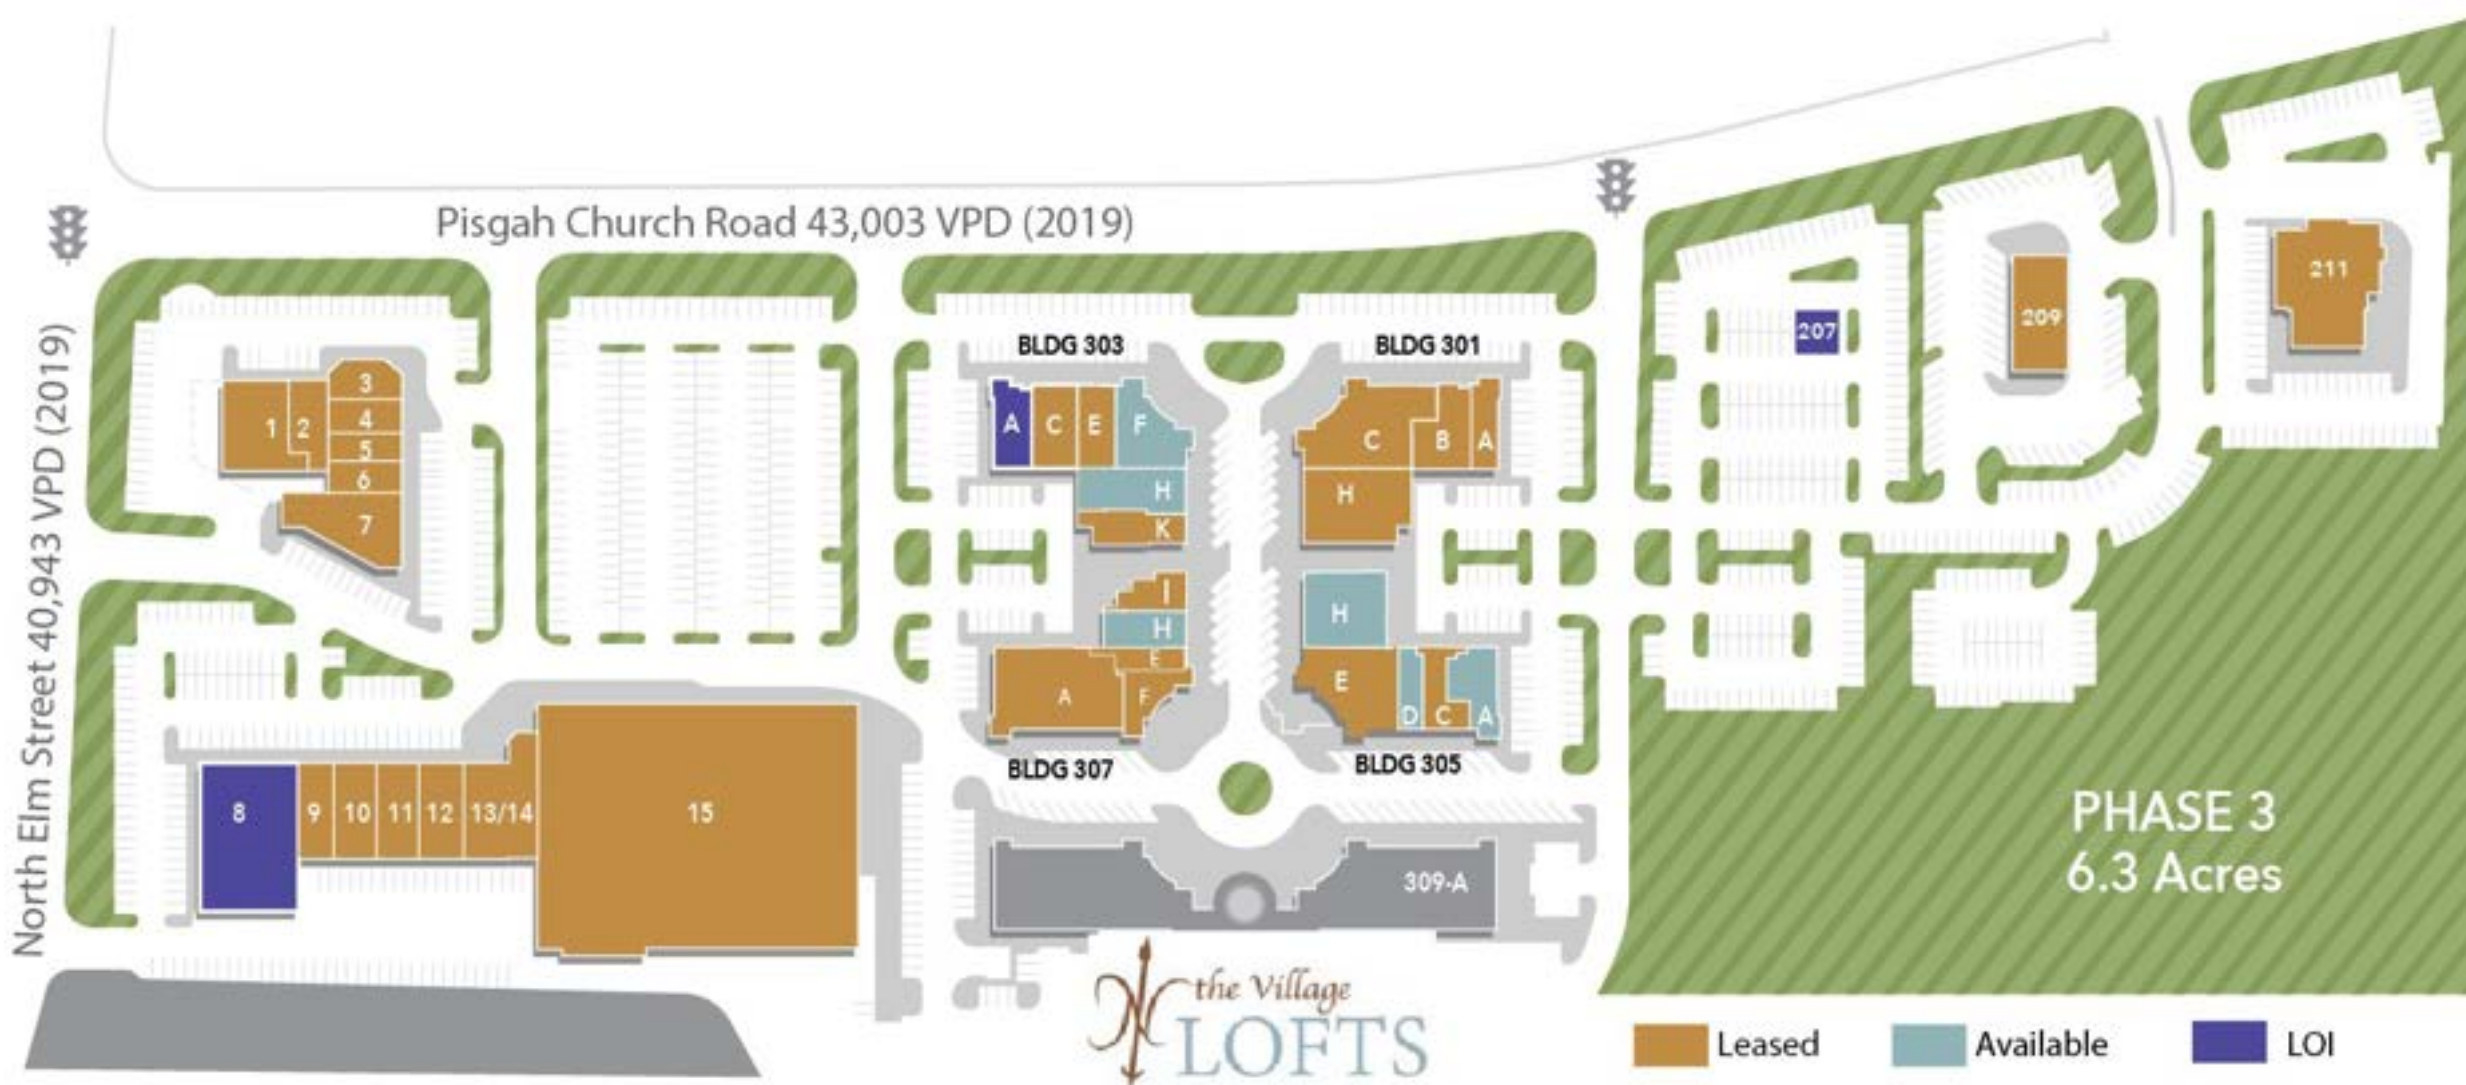 Pisgah Church Road 43,003 VPD (2019)
North Elm Street 40,943 VPD (2019)
1
2
3
4
5
6
7
8
9
10
11
12
13/14
15
BLDG 303
A
C
E
F
H
K
BLDG 301
C
B
A
H
I
H
E
A
F
BLDG 307
H
E
D
C
A
BLDG 305
309-A
207
209
211
PHASE 3
6.3 Acres
the Village
LOFTS
Leased
Available
LOI